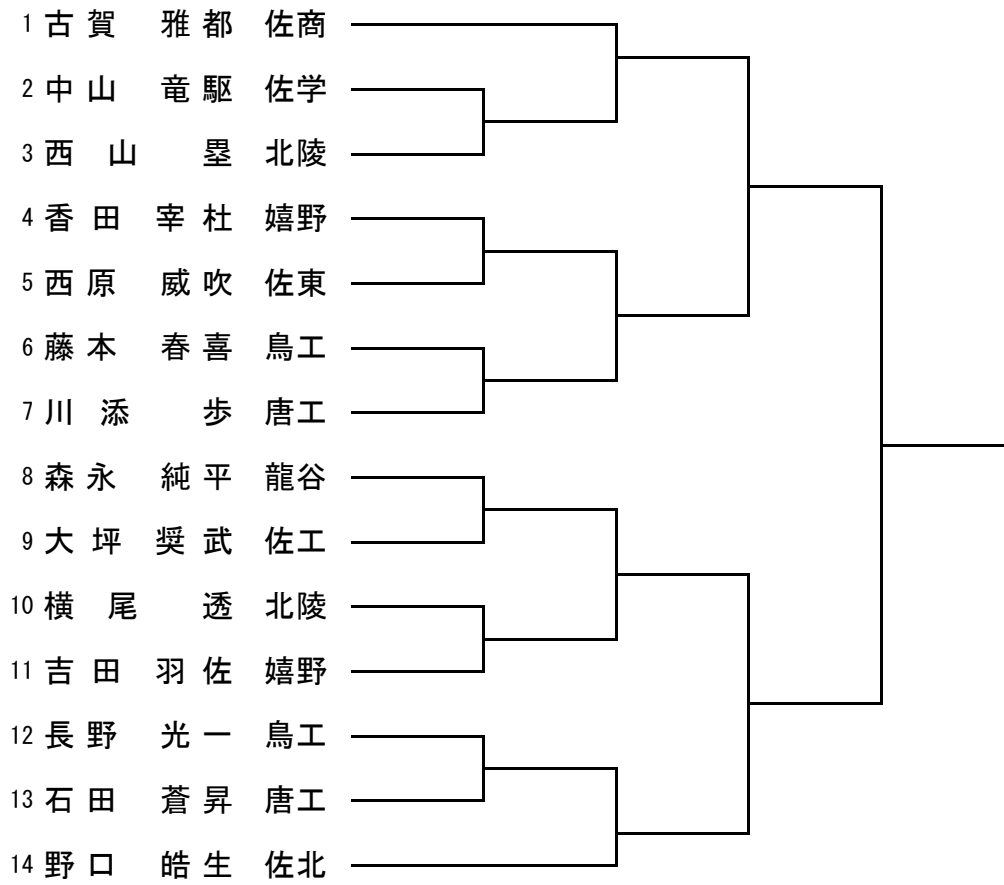 1 古賀 雅都 佐商
2 中山 竜駆 佐学
3 西山 塁 北陵
4 香田 宰杜 嬉野
5 西原 威吹 佐東
6 藤本 春喜 鳥工
7 川添 歩 唐工
8 森永 純平 龍谷
9 大坪 奨武 佐工
10 横尾 透 北陵
11 吉田 羽佐 嬉野
12 長野 光一 鳥工
13 石田 蒼昇 唐工
14 野口 皓生 佐北